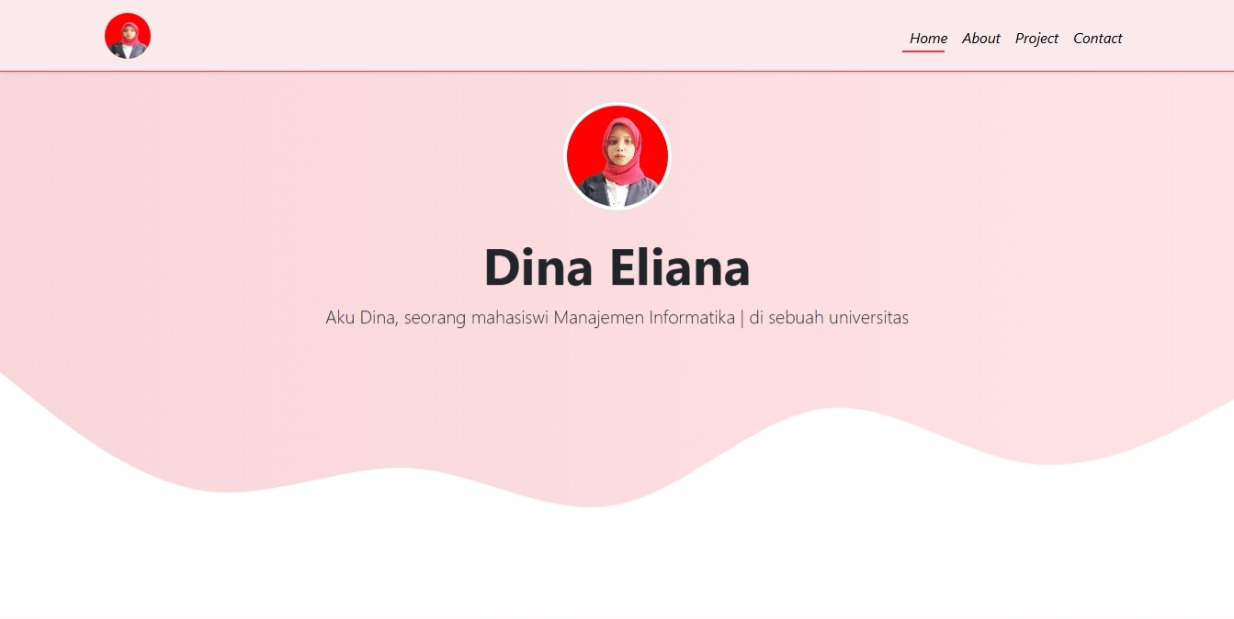 Home About Project Contact
Dina Eliana
Aku Dina, seorang mahasiswi Manajemen Informatika | di sebuah universitas